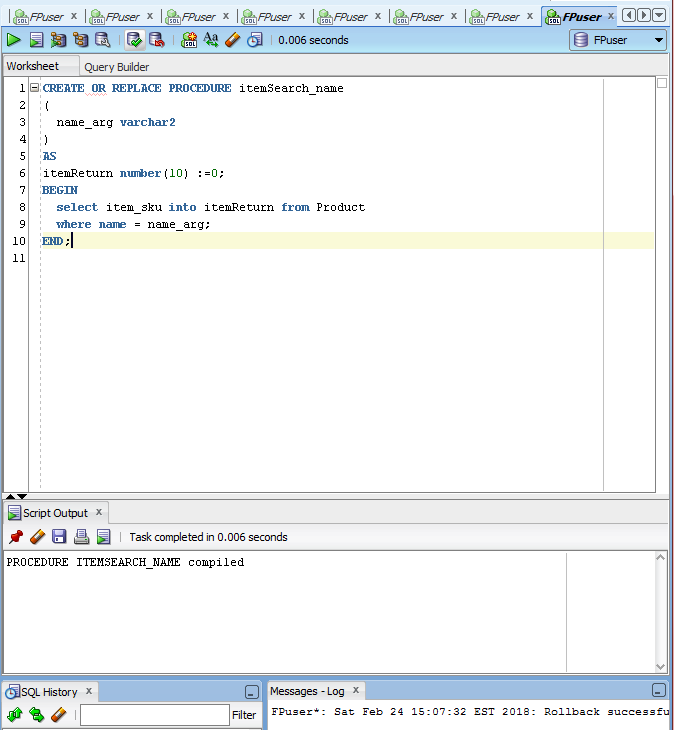 FPuser × FPuser × FPuser × FPuser × FPuser × FPuser × FPuser × FPuser ×
0.006 seconds FPuser
Worksheet Query Builder
1 CREATE OR REPLACE PROCEDURE itemSearch_name
2 (
3 name_arg varchar2
4 )
5 AS
6 itemReturn number(10) :=0;
7 BEGIN
8 select item_sku into itemReturn from Product
9 where name = name_arg;
10 END;
11
Script Output ×
Task completed in 0.006 seconds
PROCEDURE ITEMSEARCH_NAME compiled
SQL History ×
Filter
Messages - Log ×
FPuser*: Sat Feb 24 15:07:32 EST 2018: Rollback successfu